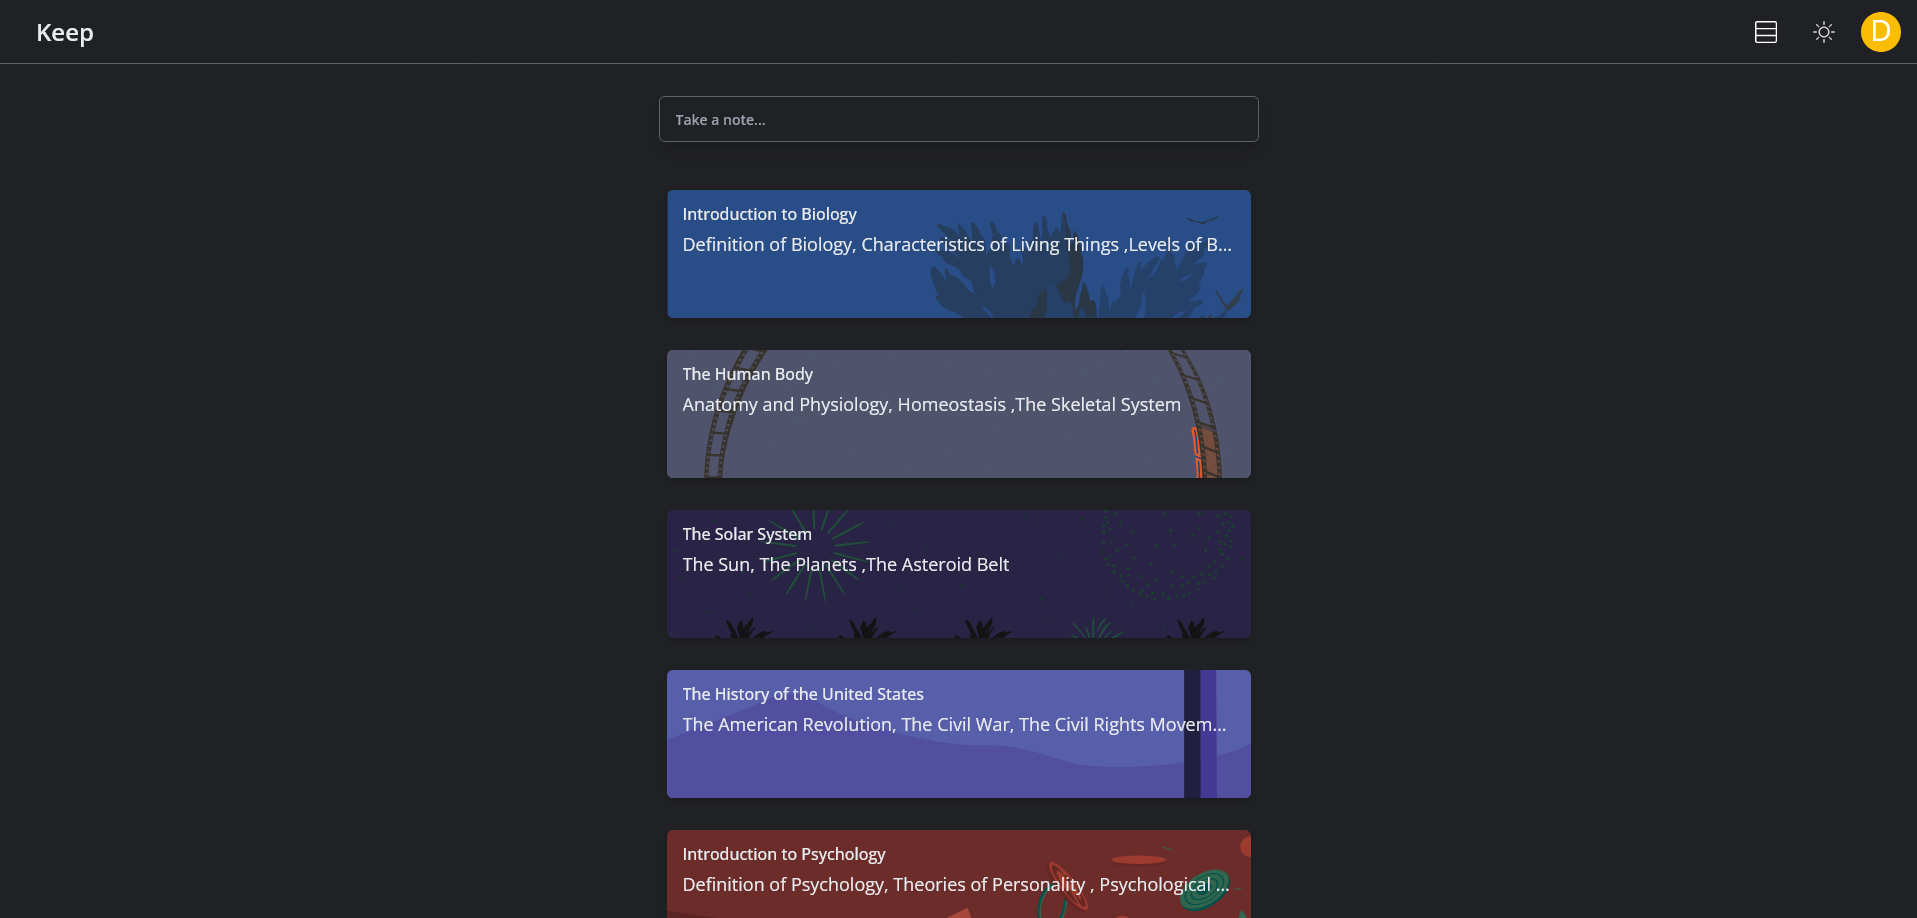 Keep
D
Take a note...
Introduction to Biology
Definition of Biology, Characteristics of Living Things ,Levels of B...
The Human Body
Anatomy and Physiology, Homeostasis ,The Skeletal System
The Solar System
The Sun, The Planets ,The Asteroid Belt
The History of the United States
The American Revolution, The Civil War, The Civil Rights Movem...
Introduction to Psychology
Definition of Psychology, Theories of Personality , Psychological ...